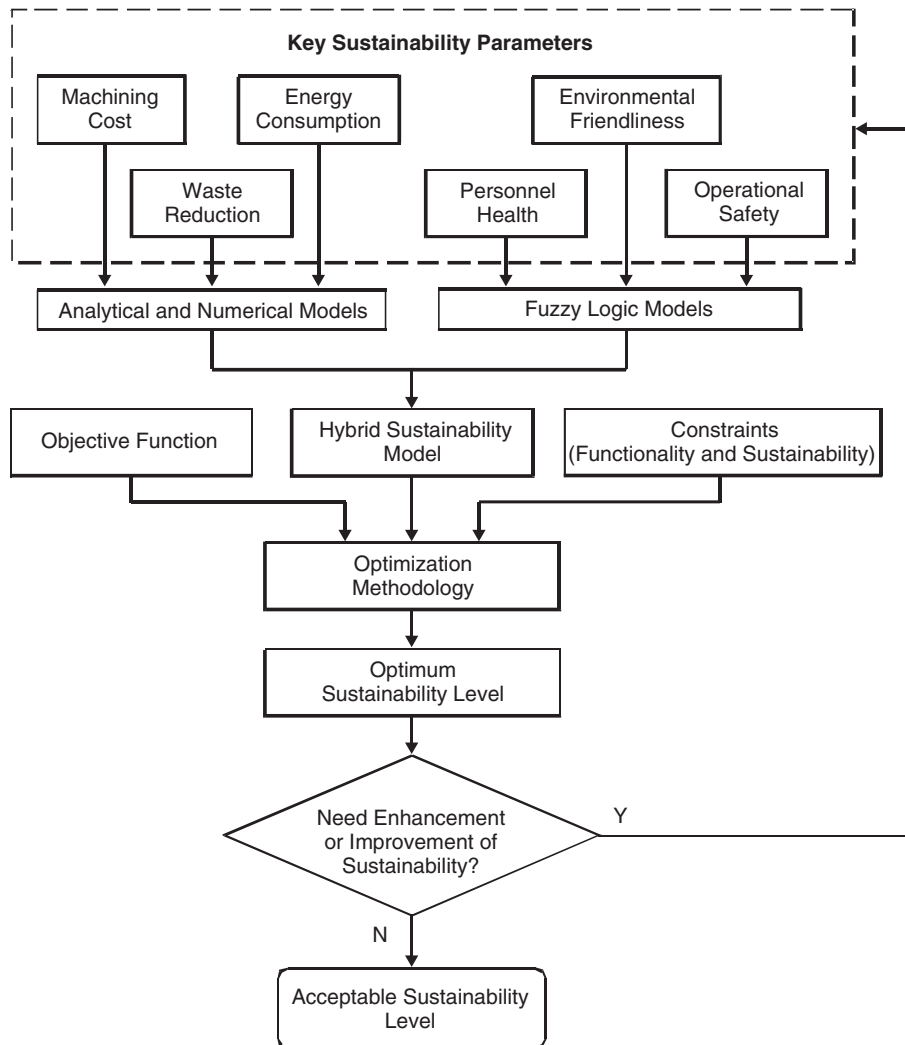 Key Sustainability Parameters
Machining
Cost
Energy
Consumption
Environmental
Friendliness
Waste
Reduction
Personnel
Health
Operational
Safety
Analytical and Numerical Models
Fuzzy Logic Models
Objective Function
Hybrid Sustainability
Model
Constraints
(Functionality and Sustainability)
Optimization
Methodology
Optimum
Sustainability Level
Need Enhancement
or Improvement of
Sustainability?
Y
N
Acceptable Sustainability
Level